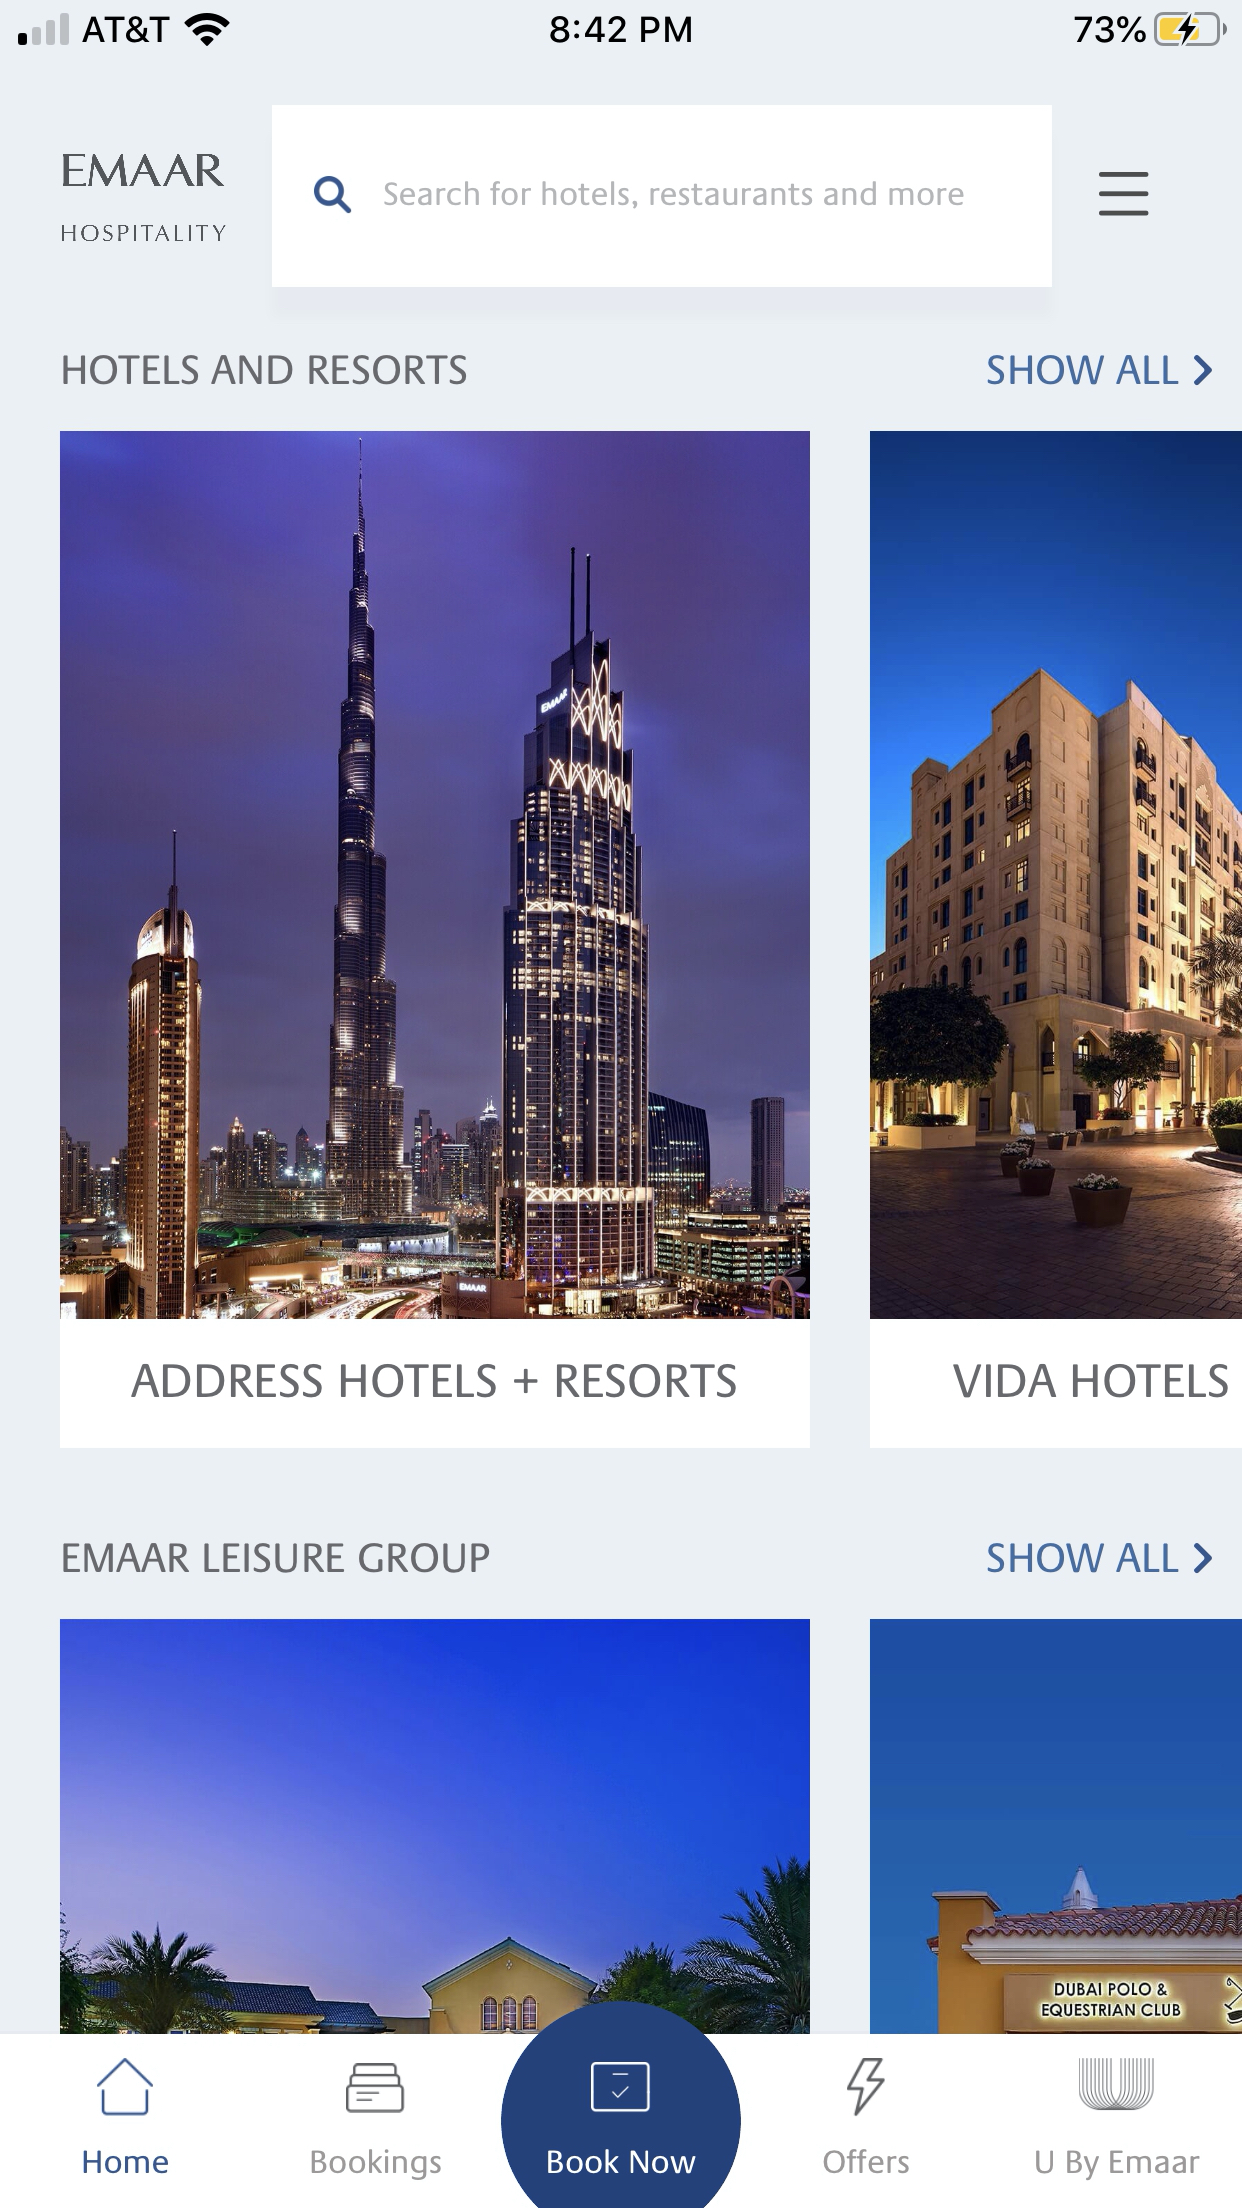 AT&T
8:42 PM
73%
EMAAR
HOSPITALITY
Search for hotels, restaurants and more
HOTELS AND RESORTS
SHOW ALL
EMAAR
EMAAR
ADDRESS HOTELS + RESORTS
VIDA HOTELS
EMAAR LEISURE GROUP
SHOW ALL
DUBAI POLO &
EQUESTRIAN CLUB
Home
Bookings
Book Now
Offers
U By Emaar